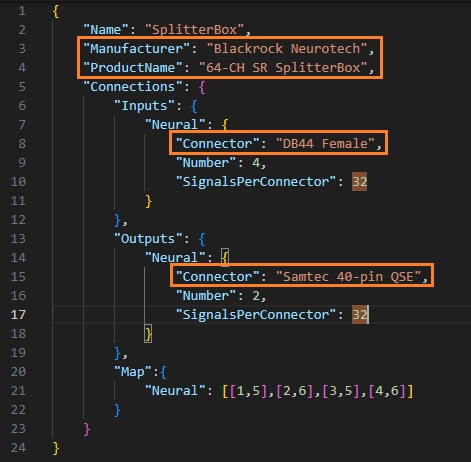 1 {
2 "Name": "SplitterBox",
3 "Manufacturer": "Blackrock Neurotech",
4 "ProductName": "64-CH SR SplitterBox",
5 "Connections": {
6 "Inputs": {
7 "Neural": {
8 "Connector": "DB44 Female",
9 "Number": 4,
10 "SignalsPerConnector": 32
11 }
12 },
13 "Outputs": {
14 "Neural": {
15 "Connector": "Samtec 40-pin QSE",
16 "Number": 2,
17 "SignalsPerConnector": 32
18 }
19 },
20 "Map":{
21 "Neural": [[1,5],[2,6],[3,5],[4,6]]
22 }
23 }
24 }